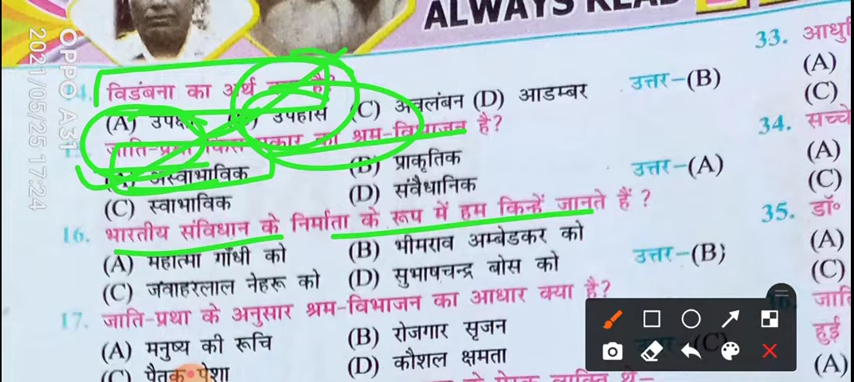 ALWAYS READ
OPPO A31
2021/05/25 17:24
विडंबना का अर्थ है?
(A) उपहास (C) अवलंबन (D) आडम्बर उत्तर–(B)
जाति-प्रथा का श्रम-विभाजन है?
(A) अस्वाभाविक (B) प्राकृतिक
(C) स्वाभाविक (D) संवैधानिक उत्तर–(A)
16. भारतीय संविधान के निर्माता के रूप में हम किन्हें जानते हैं ?
(A) महात्मा गाँधी को (B) भीमराव अम्बेडकर को
(C) जवाहरलाल नेहरू को (D) सुभाषचन्द्र बोस को उत्तर–(B)
17. जाति-प्रथा के अनुसार श्रम-विभाजन का आधार क्या है?
(A) मनुष्य की रूचि (B) रोजगार सृजन
(C) पैतृक पेशा (D) कौशल क्षमता (C)
33. आधु
(A)
(C)
34. सच्चे
(A)
(C)
35. डॉ०
(A)
(C)
जाति
हुई
(A)